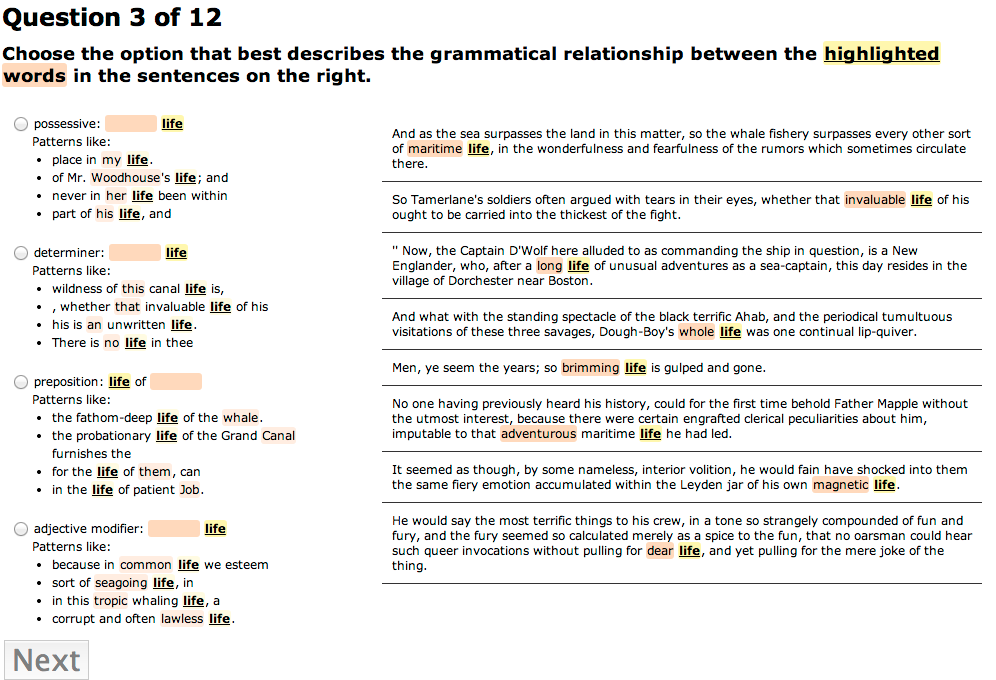 Question 3 of 12
Choose the option that best describes the grammatical relationship between the highlighted
words in the sentences on the right.
possessive: life
Patterns like:
• place in my life.
• of Mr. Woodhouse's life; and
• never in her life been within
• part of his life, and
determiner: life
Patterns like:
• wildness of this canal life is,
• , whether that invaluable life of his
• his is an unwritten life.
• There is no life in thee
preposition: life of
Patterns like:
• the fathom-deep life of the whale.
• the probationary life of the Grand Canal
furnishes the
• for the life of them, can
• in the life of patient Job.
adjective modifier: life
Patterns like:
• because in common life we esteem
• sort of seagoing life, in
• in this tropic whaling life, a
• corrupt and often lawless life.
Next
And as the sea surpasses the land in this matter, so the whale fishery surpasses every other sort
of maritime life, in the wonderfulness and fearfulness of the rumors which sometimes circulate
there.
So Tamerlane's soldiers often argued with tears in their eyes, whether that invaluable life of his
ought to be carried into the thickest of the fight.
" Now, the Captain D'Wolf here alluded to as commanding the ship in question, is a New
Englander, who, after a long life of unusual adventures as a sea-captain, this day resides in the
village of Dorchester near Boston.
And what with the standing spectacle of the black terrific Ahab, and the periodical tumultuous
visitations of these three savages, Dough-Boy's whole life was one continual lip-quiver.
Men, ye seem the years; so brimming life is gulped and gone.
No one having previously heard his history, could for the first time behold Father Mapple without
the utmost interest, because there were certain engrafted clerical peculiarities about him,
imputable to that adventurous maritime life he had led.
It seemed as though, by some nameless, interior volition, he would fain have shocked into them
the same fiery emotion accumulated within the Leyden jar of his own magnetic life.
He would say the most terrific things to his crew, in a tone so strangely compounded of fun and
fury, and the fury seemed so calculated merely as a spice to the fun, that no oarsman could hear
such queer invocations without pulling for dear life, and yet pulling for the mere joke of the
thing.